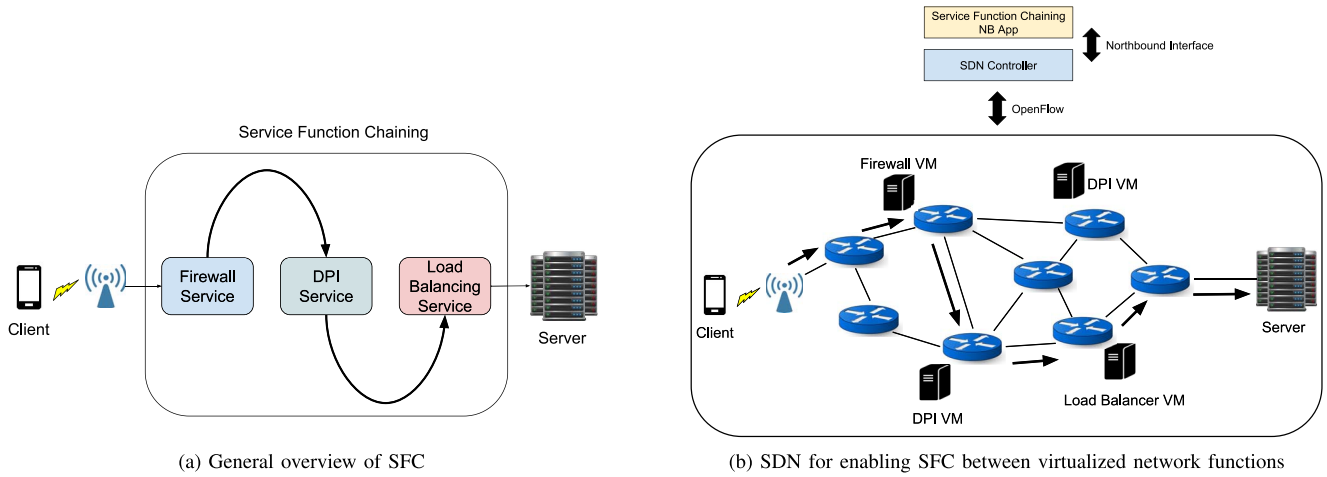 Service Function Chaining
Firewall
Service
DPI
Service
Load
Balancing
Service
Client
Server
(a) General overview of SFC
Service Function Chaining
NB App
Northbound Interface
SDN Controller
OpenFlow
Firewall VM
DPI VM
Client
Server
DPI VM
Load Balancer VM
(b) SDN for enabling SFC between virtualized network functions